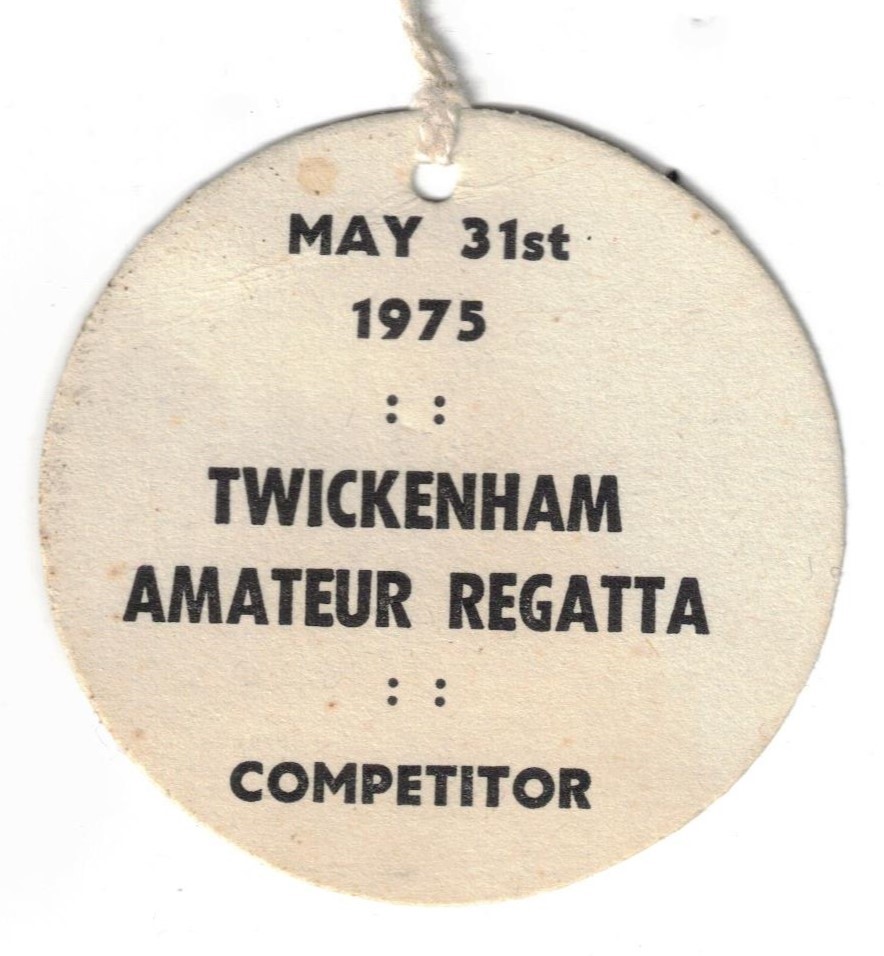 MAY 31st
1975
: :
TWICKENHAM
AMATEUR REGATTA
: :
COMPETITOR